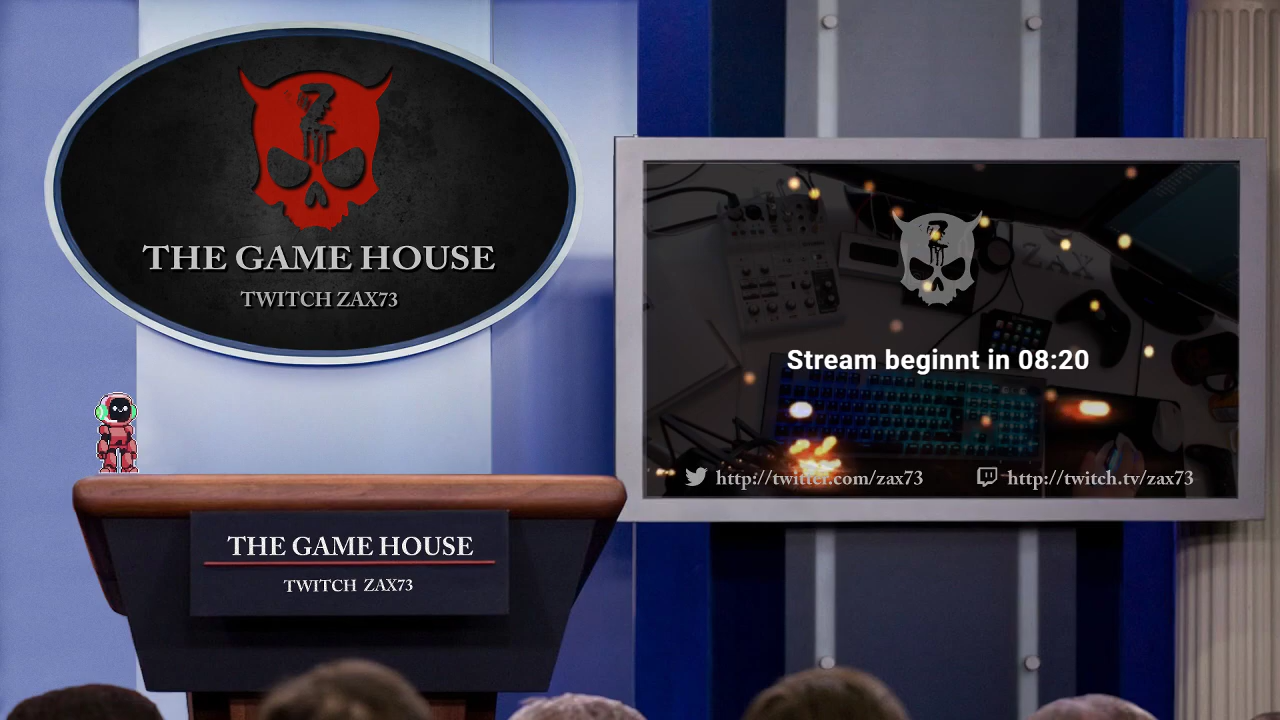 THE GAME HOUSE
TWITCH ZAX73
ZAX
Stream beginnt in 08:20
http://twitter.com/zax73
http://twitch.tv/zax73
THE GAME HOUSE
TWITCH ZAX73